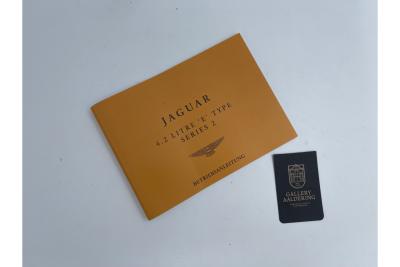 JAGUAR
4.2 LITRE 'E' TYPE
SERIES 2
BETRIEBSANLEITUNG
GALLERY
AALDERING